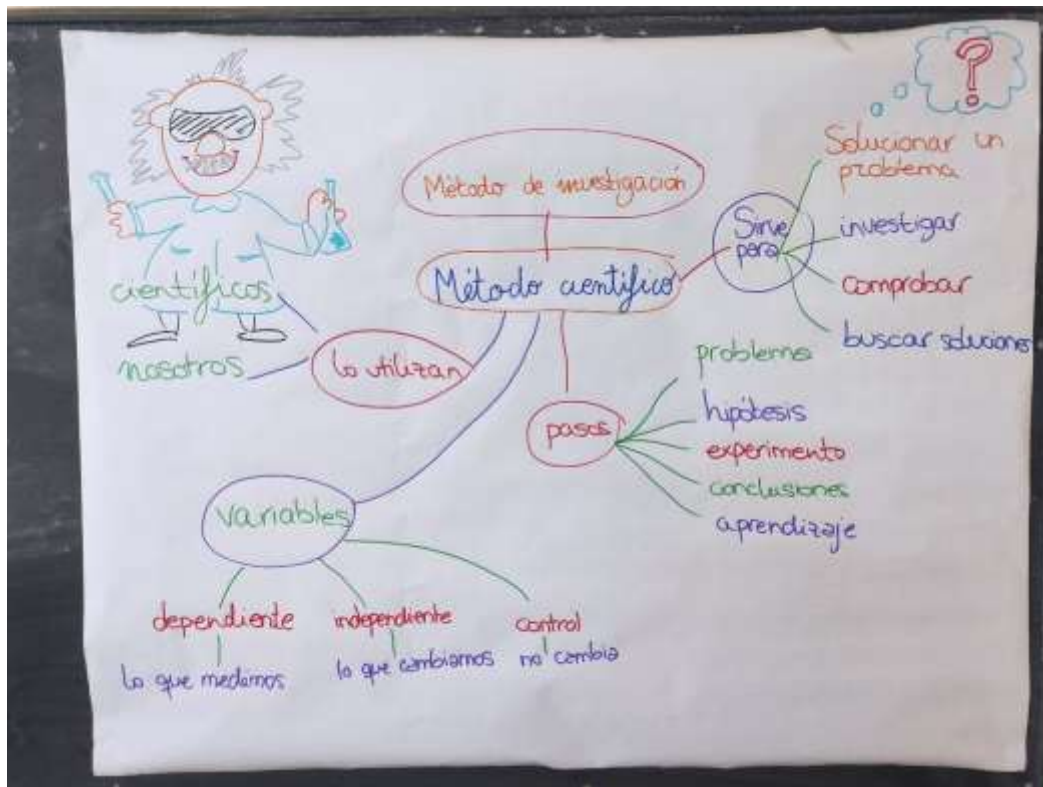 ?
Método de investigación
Método científico
Sirve
para
Solucionar un
problema
investigar
comprobar
buscar soluciones
científicos
nosotros
lo utilizan
pasos
problema
hipótesis
experimento
conclusiones
aprendizaje
variables
dependiente
lo que medimos
independiente
lo que cambiamos
control
no cambia